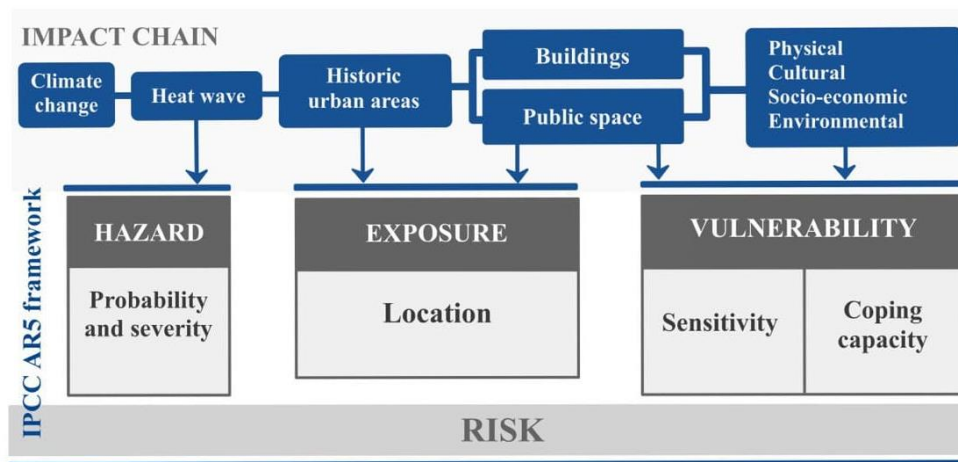 IMPACT CHAIN
Climate
change
Heat wave
Historic
urban areas
Buildings
Public space
Physical
Cultural
Socio-economic
Environmental
IPCC AR5 framework
HAZARD
Probability
and severity
EXPOSURE
Location
VULNERABILITY
Sensitivity
Coping
capacity
RISK